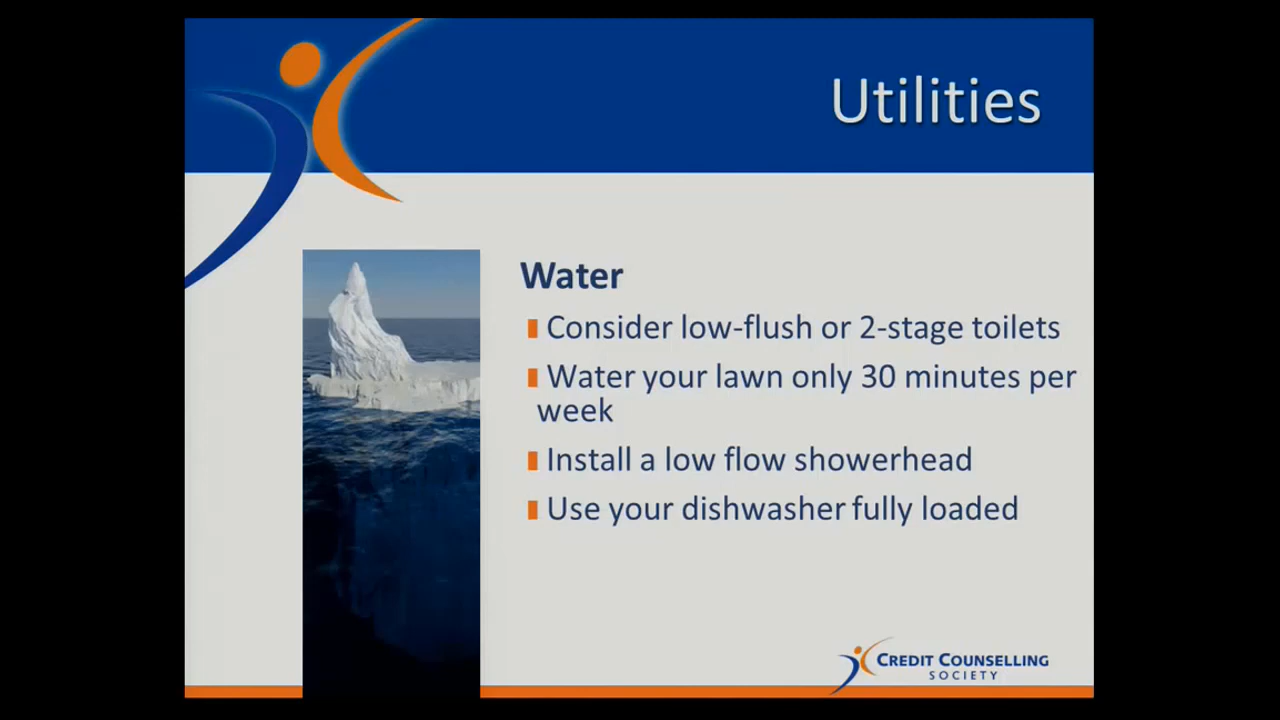 Utilities
Water
Consider low-flush or 2-stage toilets
Water your lawn only 30 minutes per
week
Install a low flow showerhead
Use your dishwasher fully loaded
CREDIT COUNSELLING
SOCIETY